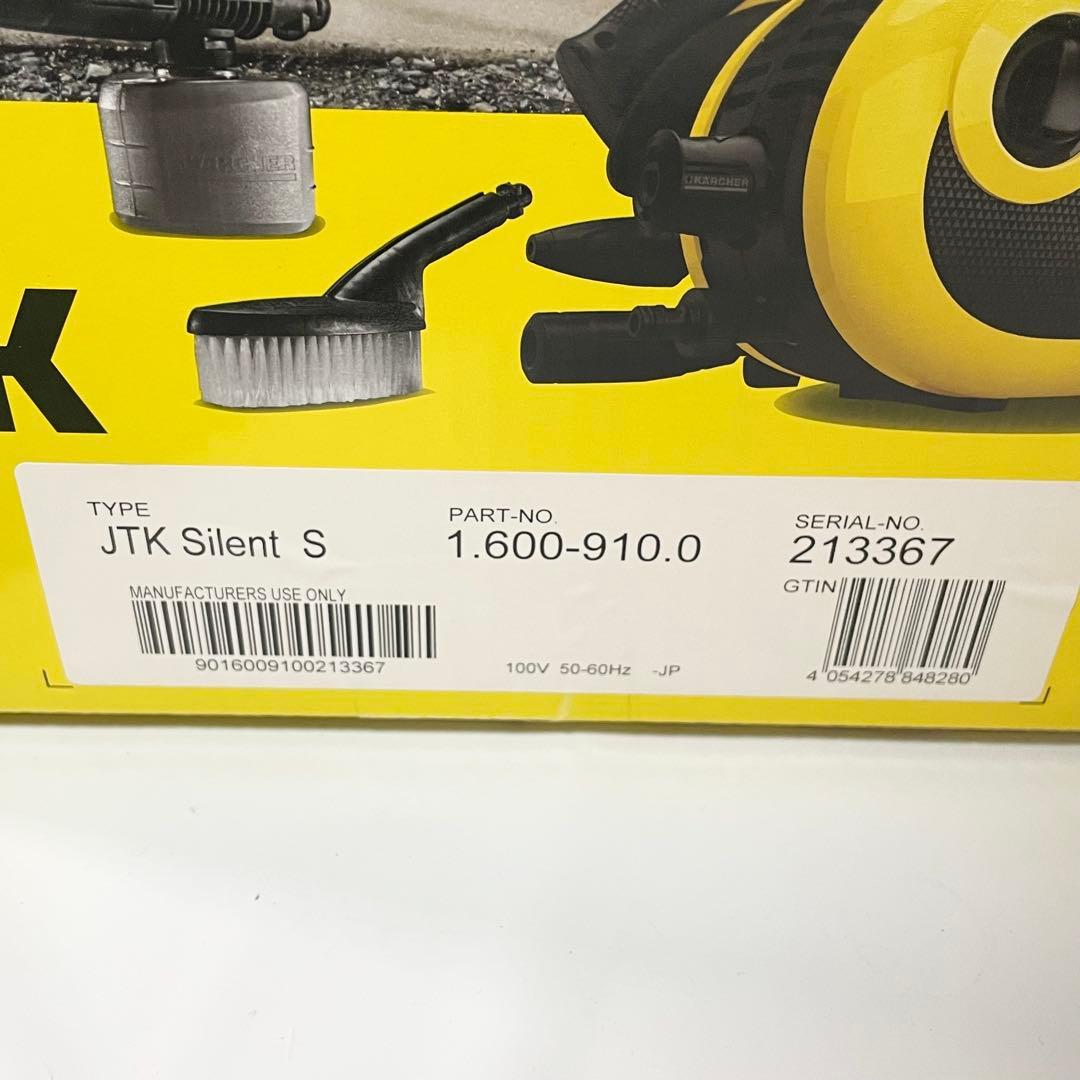 KÄRCHER
KÄRCHER
K
TYPE
JTK Silent S
PART-NO.
1.600-910.0
SERIAL-NO.
213367
MANUFACTURERS USE ONLY
9016009100213367
100V 50-60Hz -JP
GTIN
4 054278 848280